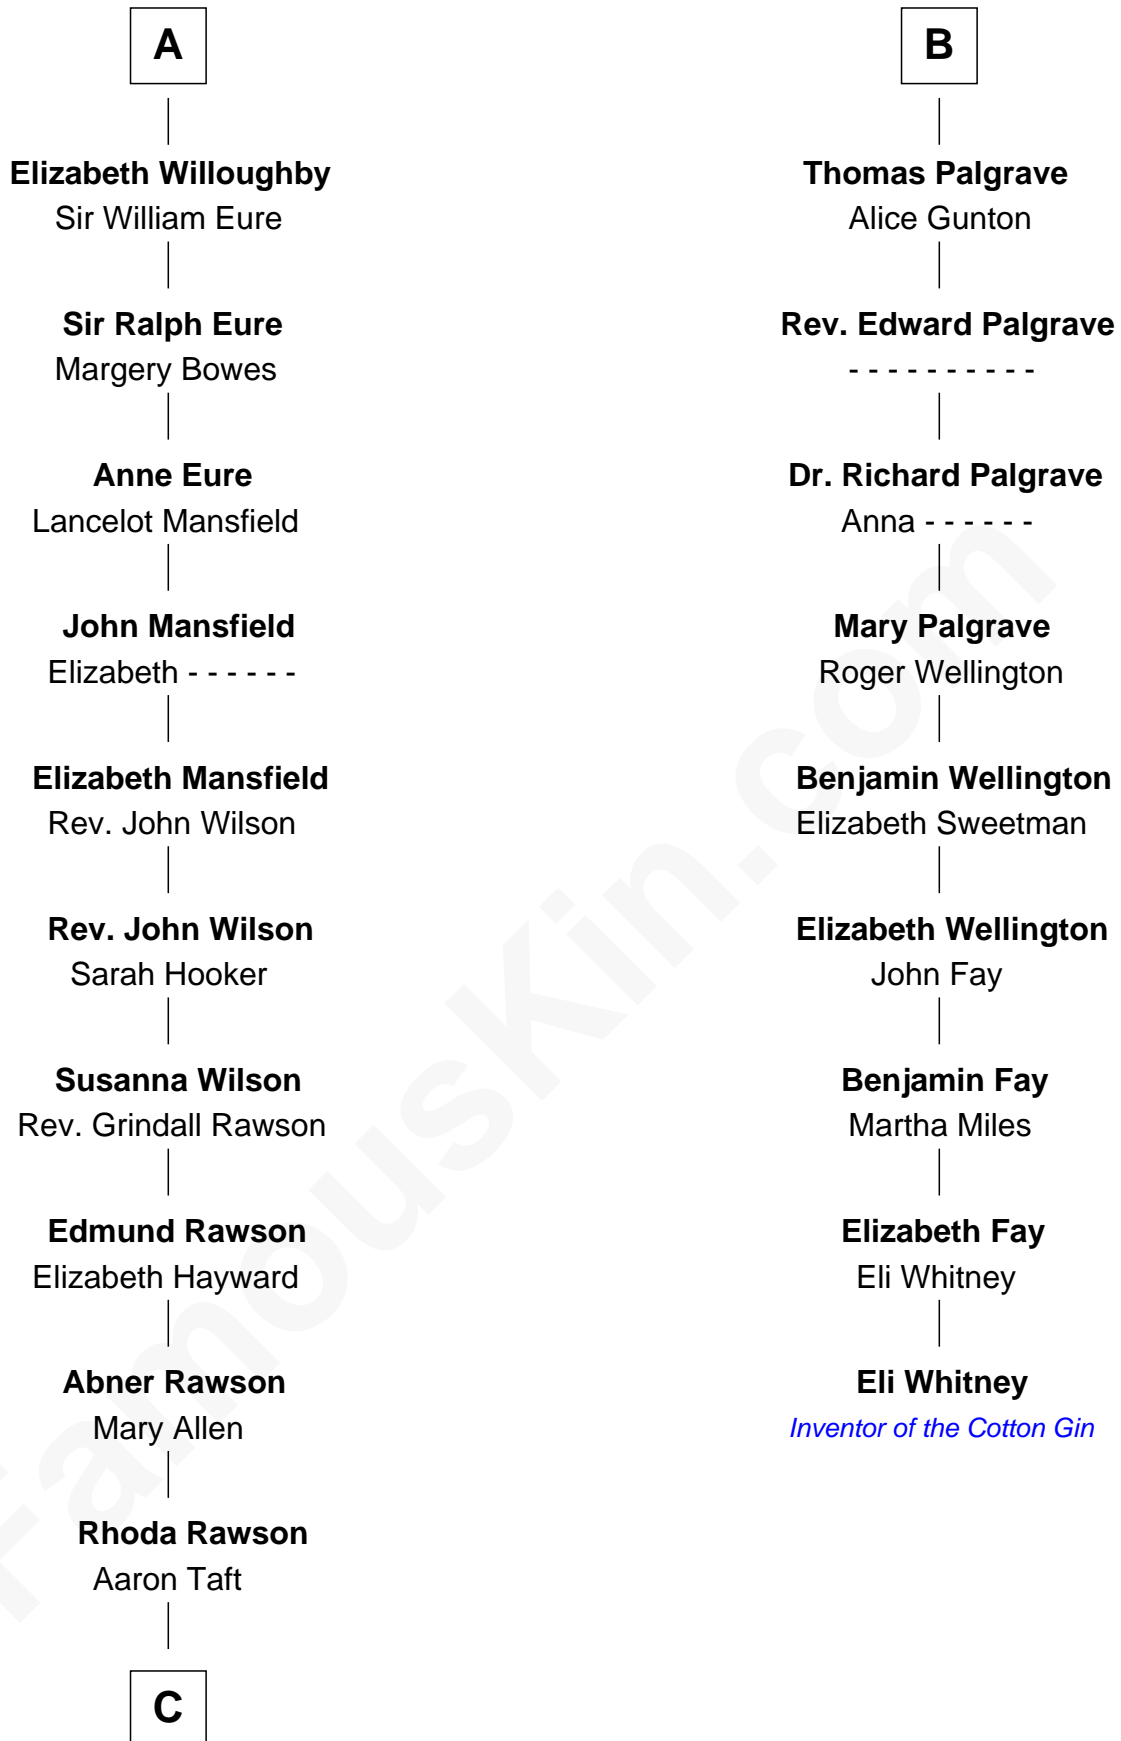 A
Elizabeth Willoughby
Sir William Eure
Sir Ralph Eure
Margery Bowes
Anne Eure
Lancelot Mansfield
John Mansfield
Elizabeth - - - - - -
Elizabeth Mansfield
Rev. John Wilson
Rev. John Wilson
Sarah Hooker
Susanna Wilson
Rev. Grindall Rawson
Edmund Rawson
Elizabeth Hayward
Abner Rawson
Mary Allen
Rhoda Rawson
Aaron Taft
C
B
Thomas Palgrave
Alice Gunton
Rev. Edward Palgrave
- - - - - - - - - -
Dr. Richard Palgrave
Anna - - - - - -
Mary Palgrave
Roger Wellington
Benjamin Wellington
Elizabeth Sweetman
Elizabeth Wellington
John Fay
Benjamin Fay
Martha Miles
Elizabeth Fay
Eli Whitney
Eli Whitney
Inventor of the Cotton Gin
FamousKin.com